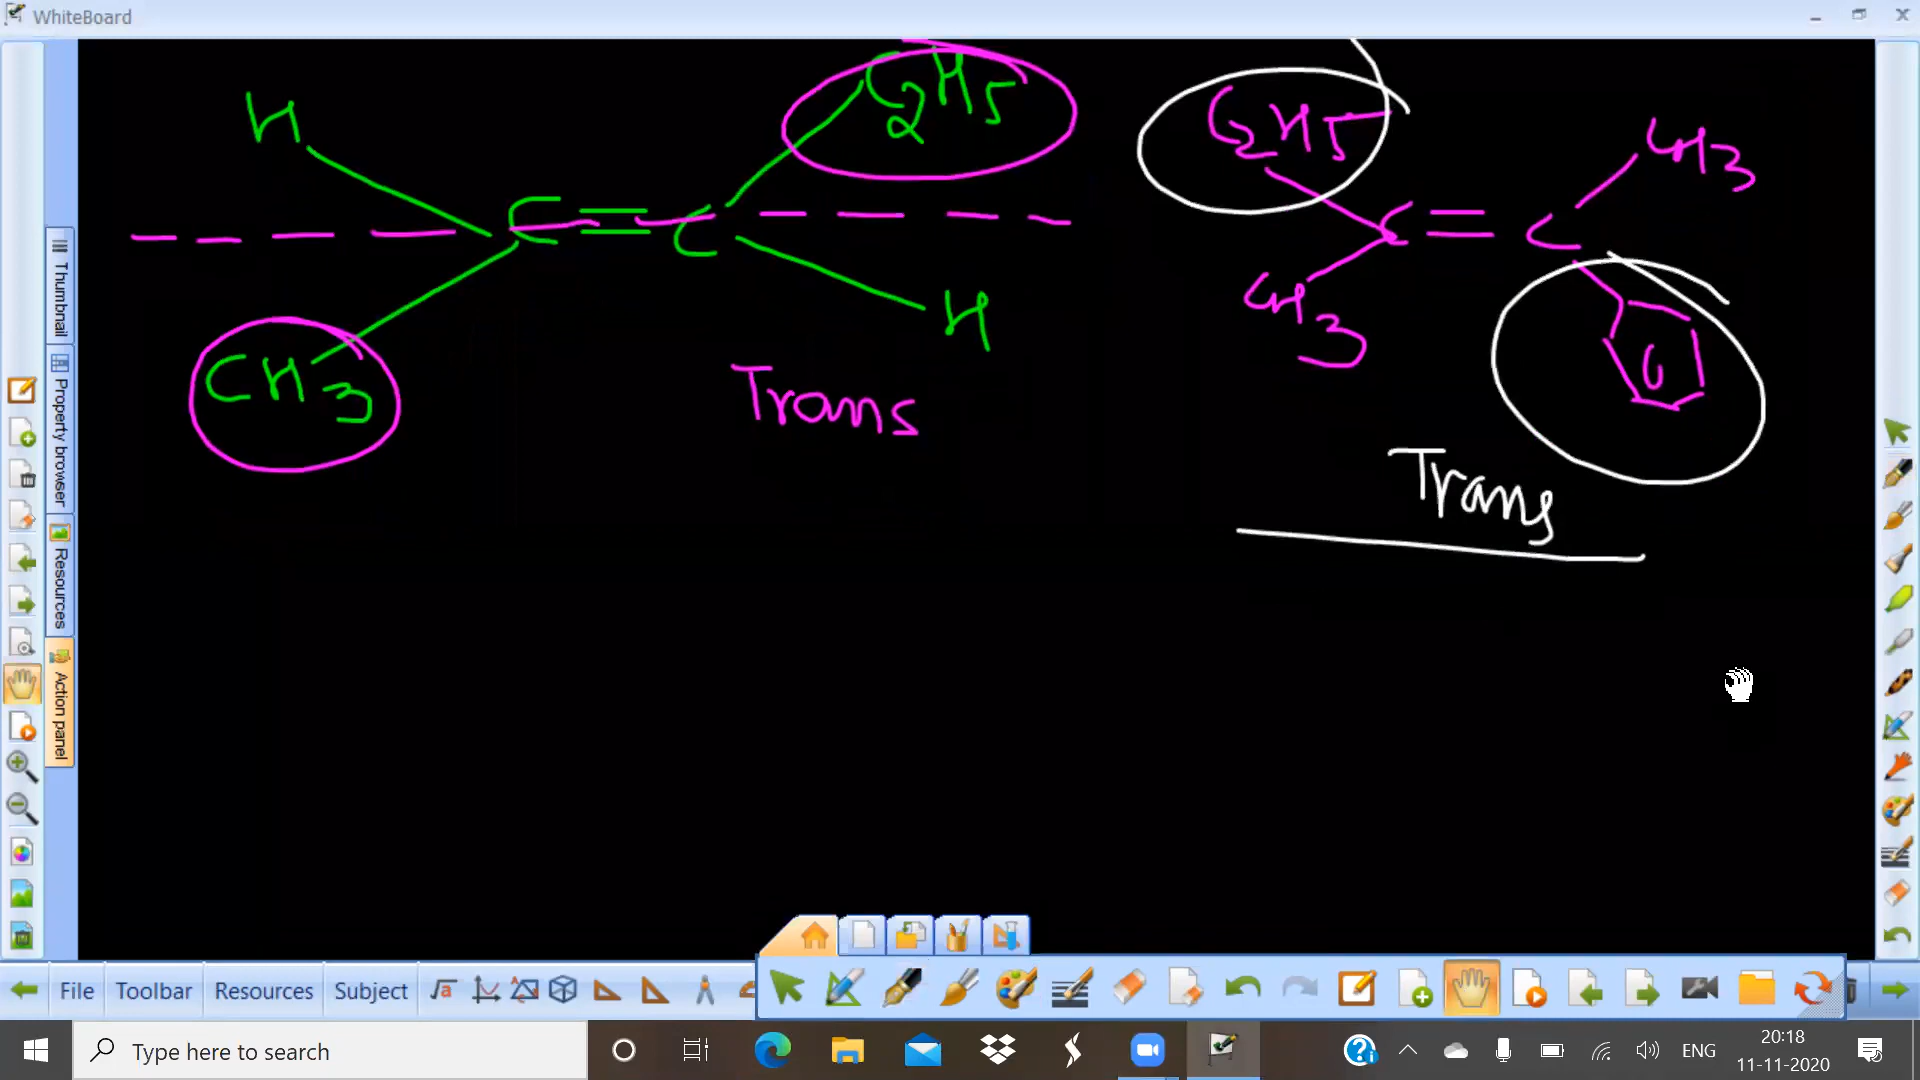 WhiteBoard
H
C2H5
C2H5
CH3
C = C
C = C
CH3
H
CH3
Trans
Trans
Thumbnail
Property browser
Resources
Action panel
File
Toolbar
Resources
Subject
Type here to search
ENG
20:18
11-11-2020